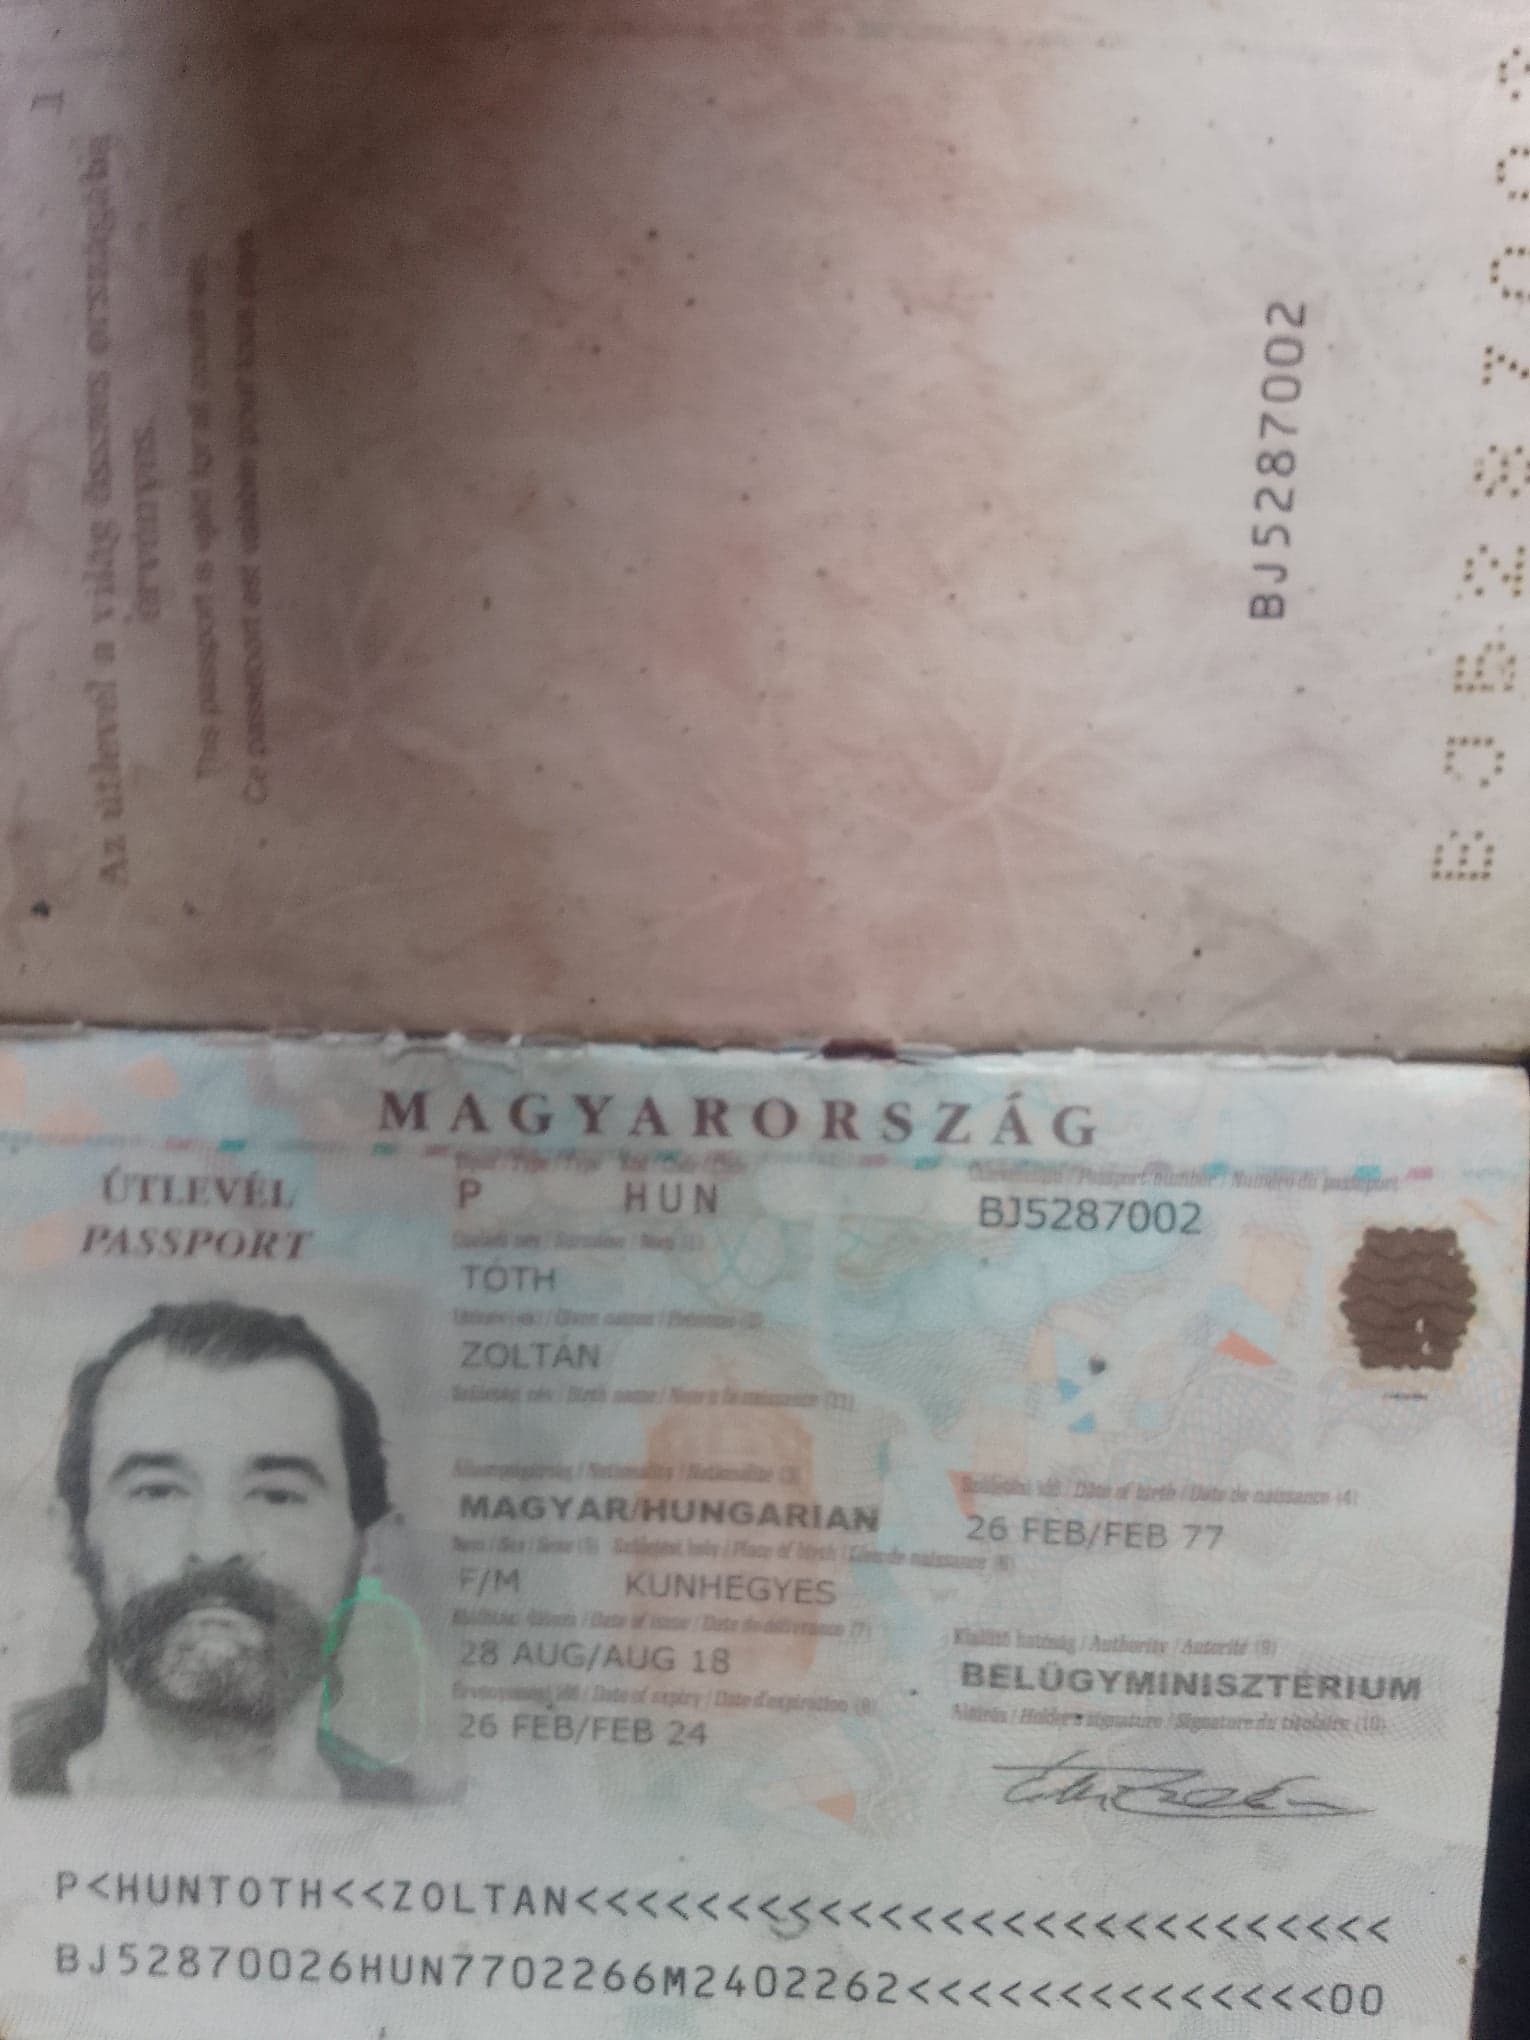 1
Az útlevél a világ összes országába
érvényes.
This passport is valid for all countries.
Ce passeport est valable pour tous pays.
BJ5287002
BJ5287002
MAGYARORSZÁG
ÚTLEVÉL
PASSPORT
Típus / Type / Type Kód / Code / Code Útlevélszám / Passport Number / Numéro du passeport
P HUN BJ5287002
Családi név / Surname / Nom (1)
TÓTH
Utónév(ek) / Given names / Prénoms (2)
ZOLTÁN
Születési név / Birth name / Nom à la naissance (11)
Állampolgárság / Nationality / Nationalité (3) Születési idő / Date of birth / Date de naissance (4)
MAGYAR/HUNGARIAN 26 FEB/FEB 77
Nem / Sex / Sexe (5) Születési hely / Place of birth / Lieu de naissance (6)
F/M KUNHEGYES
Kiállítás dátuma / Date of issue / Date de délivrance (7) Kiállító hatóság / Authority / Autorité (9)
28 AUG/AUG 18 BELÜGYMINISZTÉRIUM
Érvényességi idő / Date of expiry / Date d'expiration (8) Aláírás / Holder's signature / Signature du titulaire (10)
26 FEB/FEB 24
P<HUNTOTH<<ZOLTAN<<<<<<<<<<<<<<<<<<<<<<<<<<<
BJ52870026HUN7702266M2402262<<<<<<<<<<<<<<00